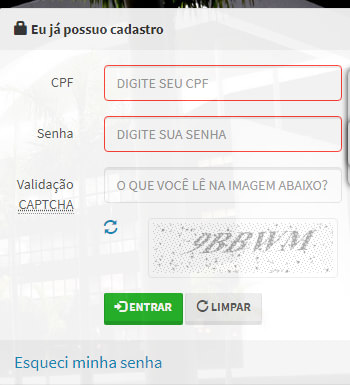 Eu já possuo cadastro
CPF
DIGITE SEU CPF
Senha
DIGITE SUA SENHA
Validação
CAPTCHA
O QUE VOCÊ LÊ NA IMAGEM ABAIXO?
9BBWM
ENTRAR
LIMPAR
Esqueci minha senha